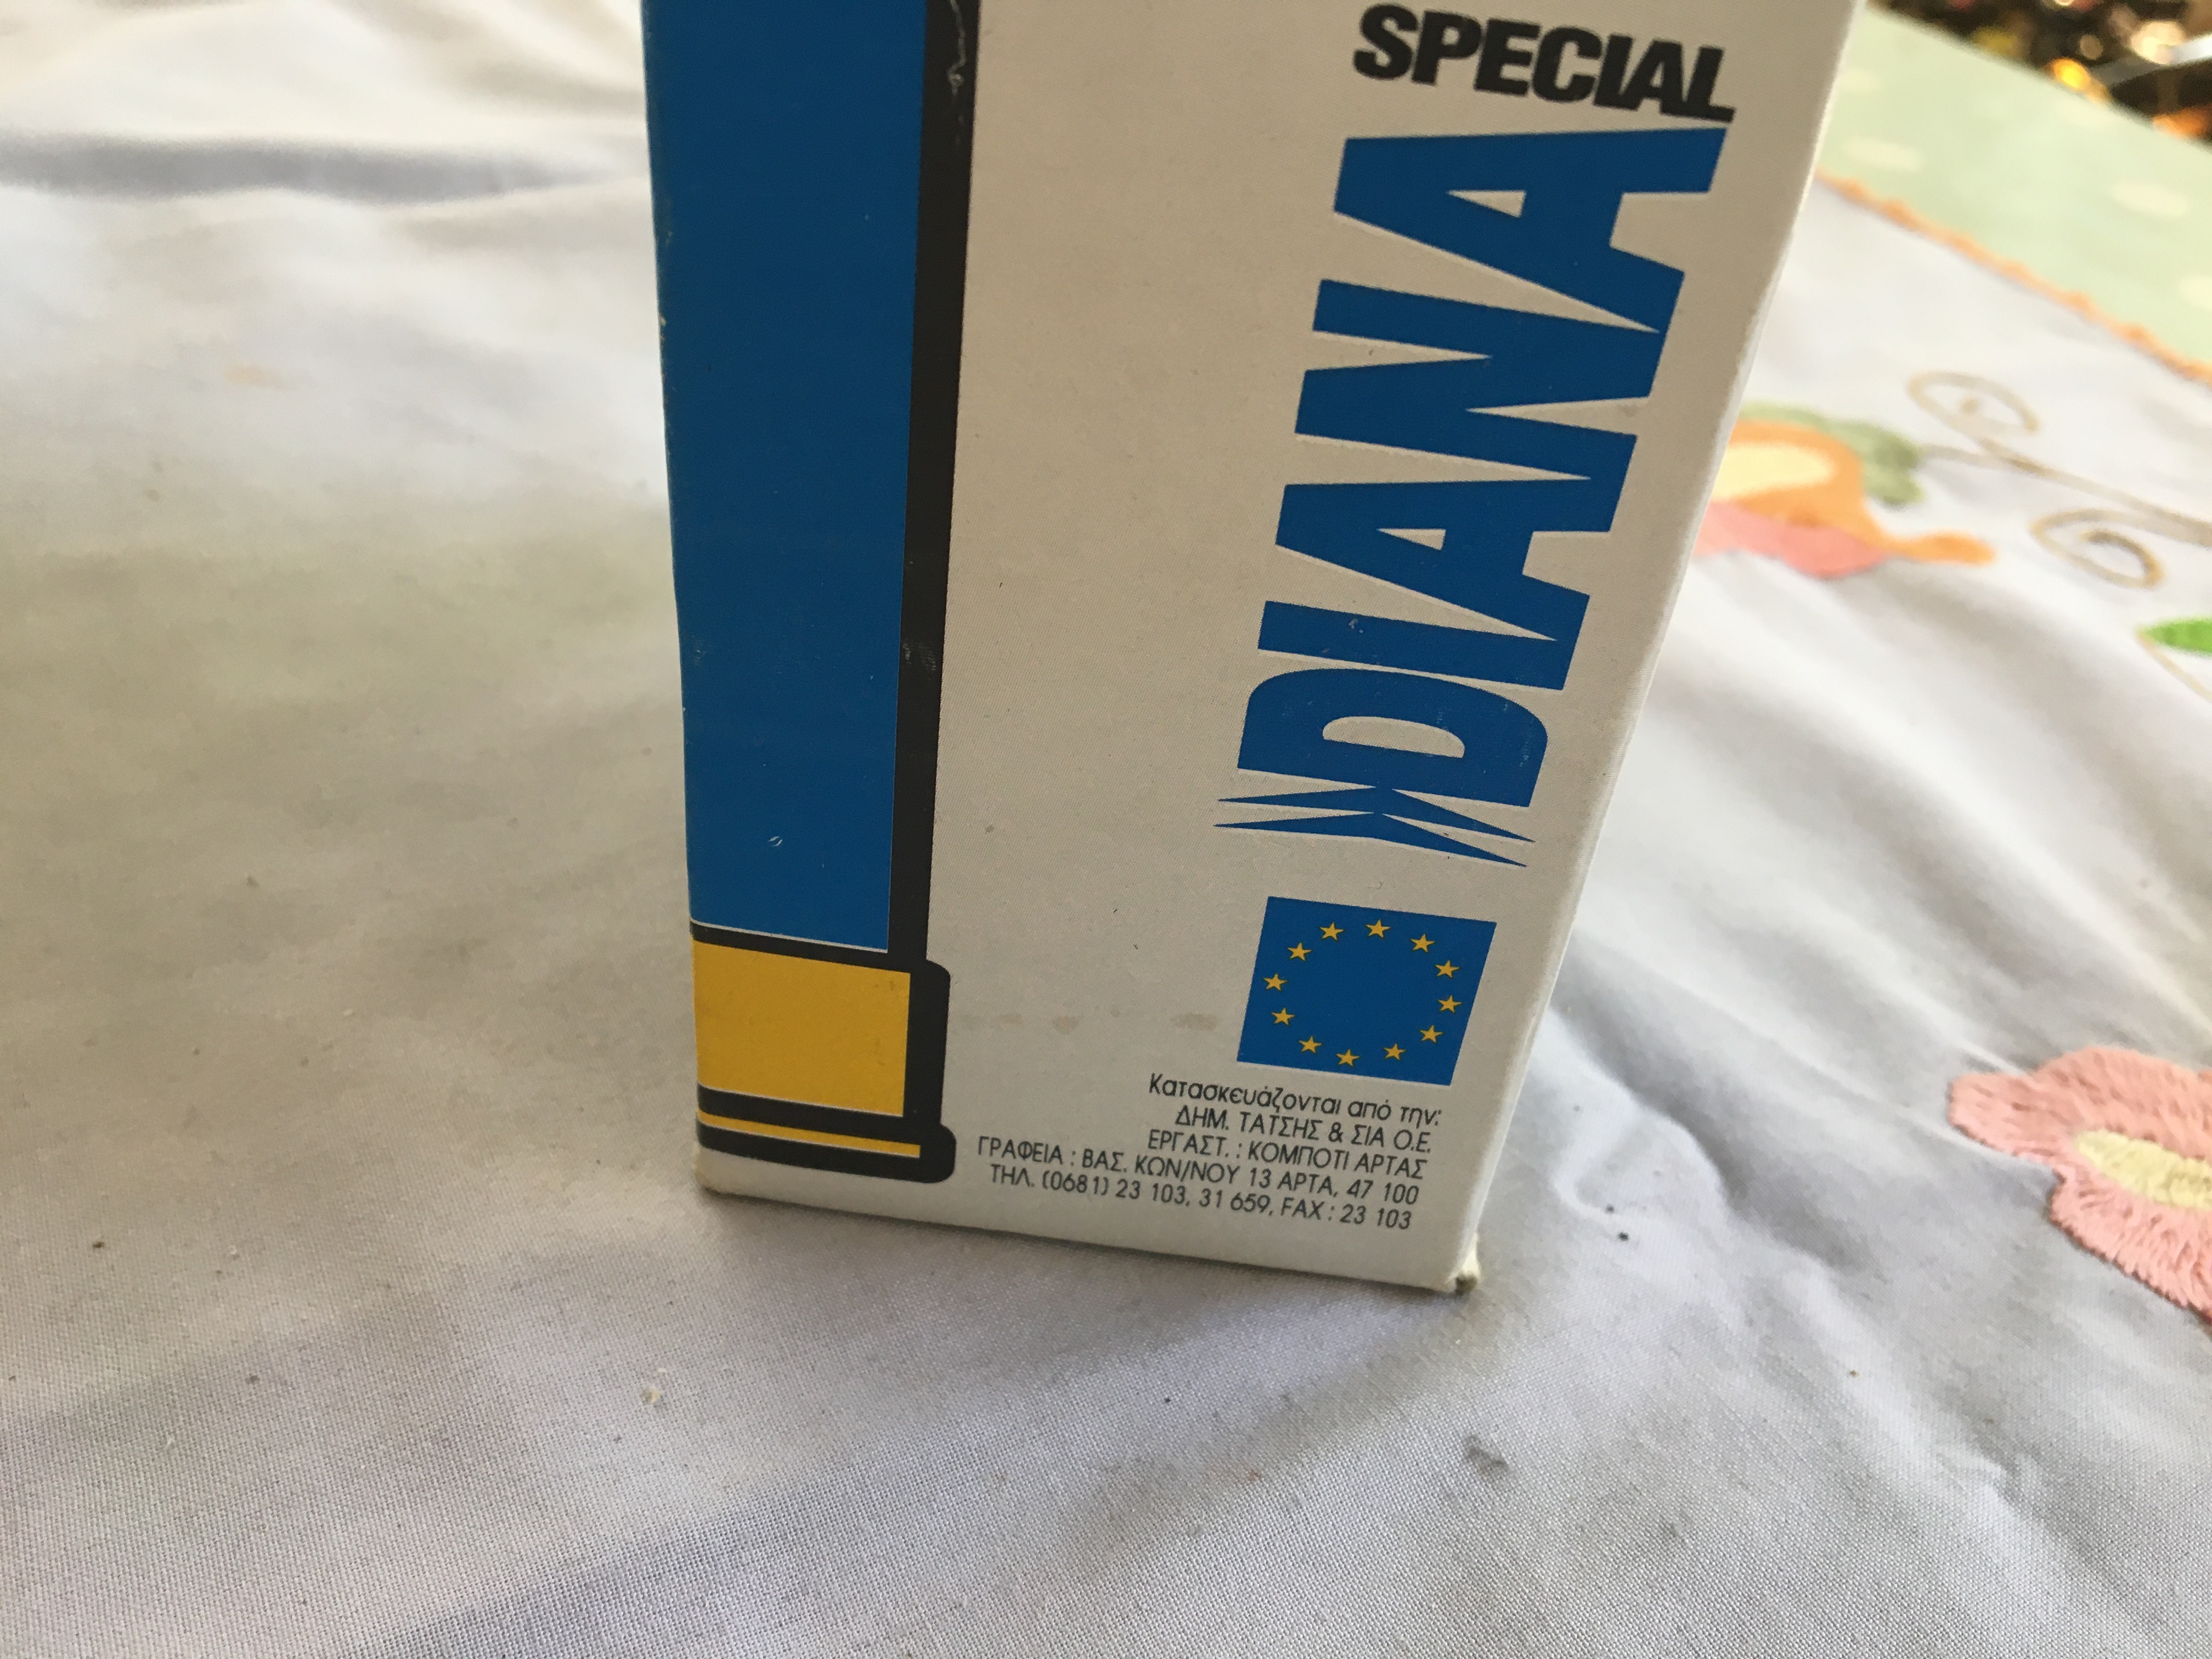 SPECIAL
DIANA
Κατασκευάζονται από την:
ΔΗΜ. ΤΑΤΣΗΣ & ΣΙΑ Ο.Ε.
ΕΡΓΑΣΤ. : ΚΟΜΠΟΤΙ ΑΡΤΑΣ
ΓΡΑΦΕΙΑ : ΒΑΣ. ΚΩΝ/ΝΟΥ 13 ΑΡΤΑ, 47 100
ΤΗΛ. (0681) 23 103, 31 659, FAX : 23 103